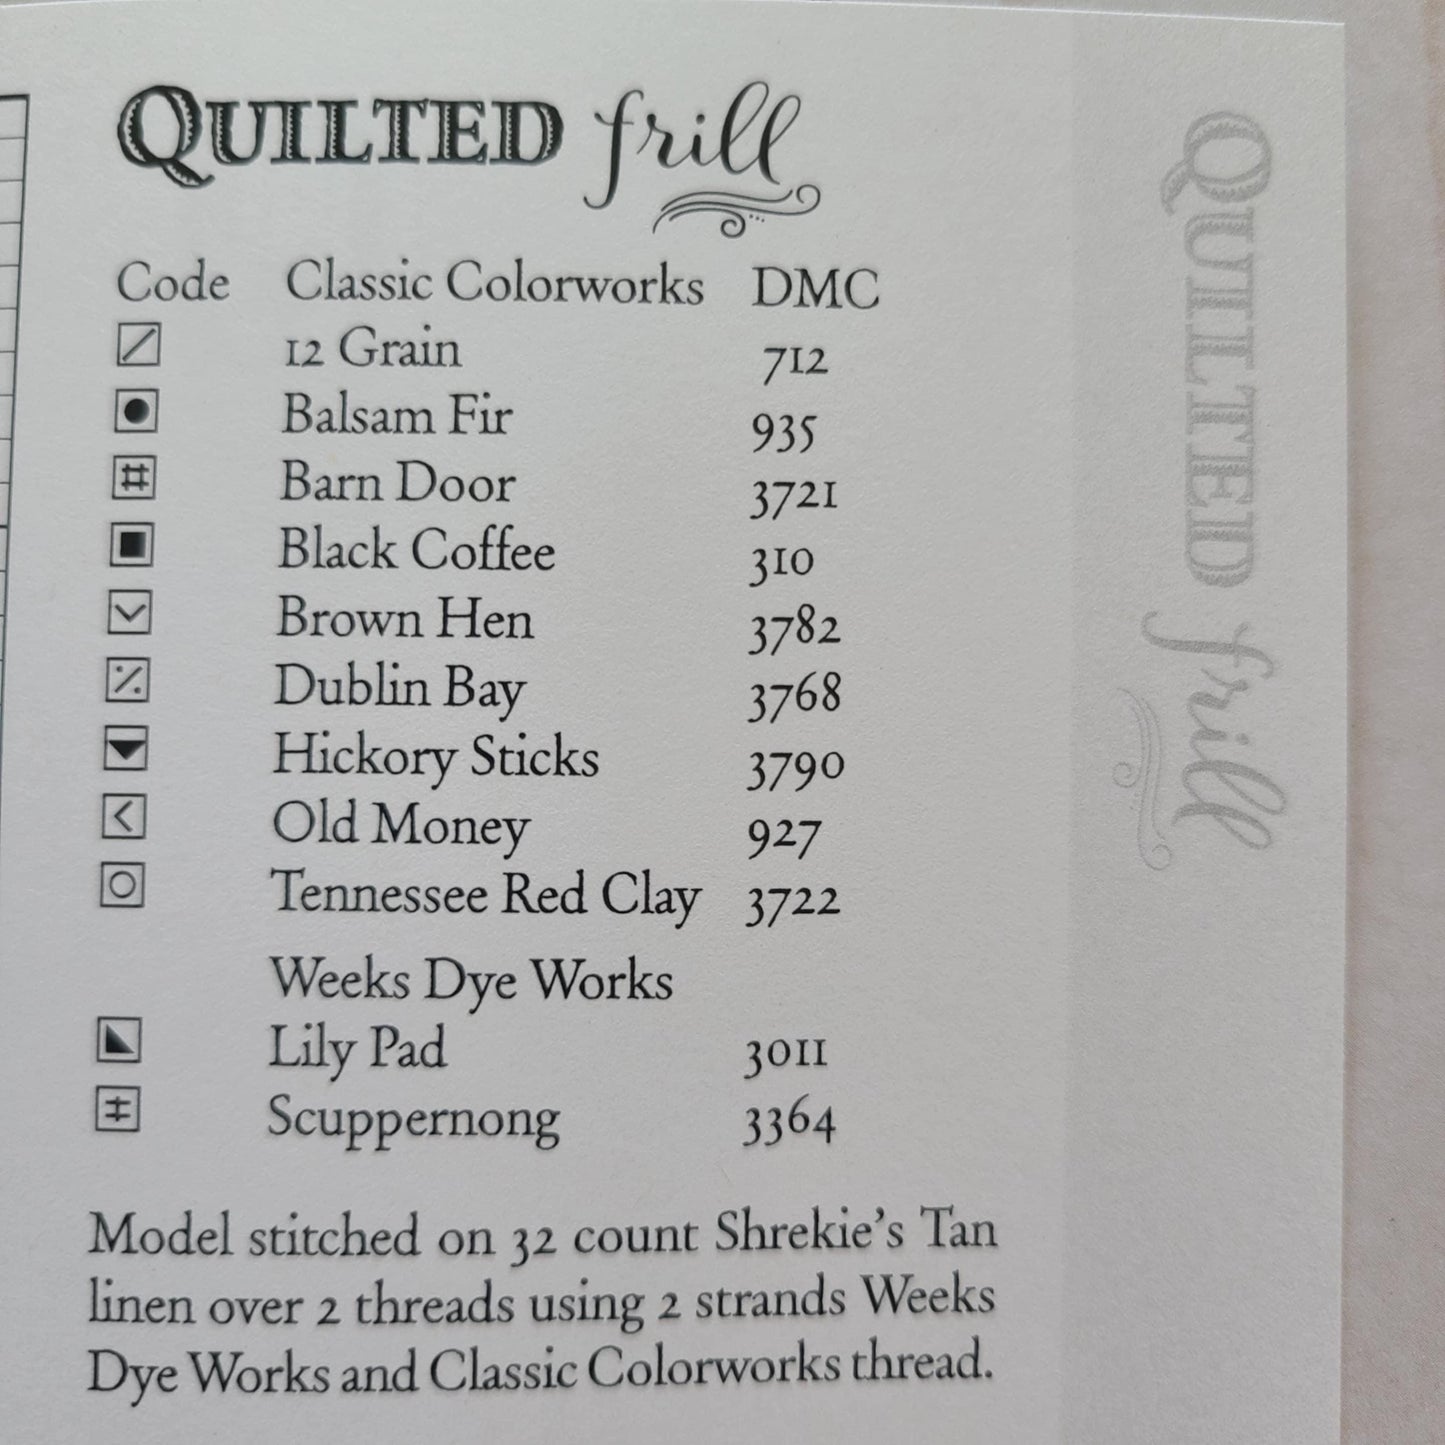 QUILTED frill
Code Classic Colorworks DMC
12 Grain 712
Balsam Fir 935
Barn Door 3721
Black Coffee 310
Brown Hen 3782
Dublin Bay 3768
Hickory Sticks 3790
Old Money 927
Tennessee Red Clay 3722
Weeks Dye Works
Lily Pad 3011
Scuppernong 3364
Model stitched on 32 count Shrekie's Tan
linen over 2 threads using 2 strands Weeks
Dye Works and Classic Colorworks thread.
QUILTED frill